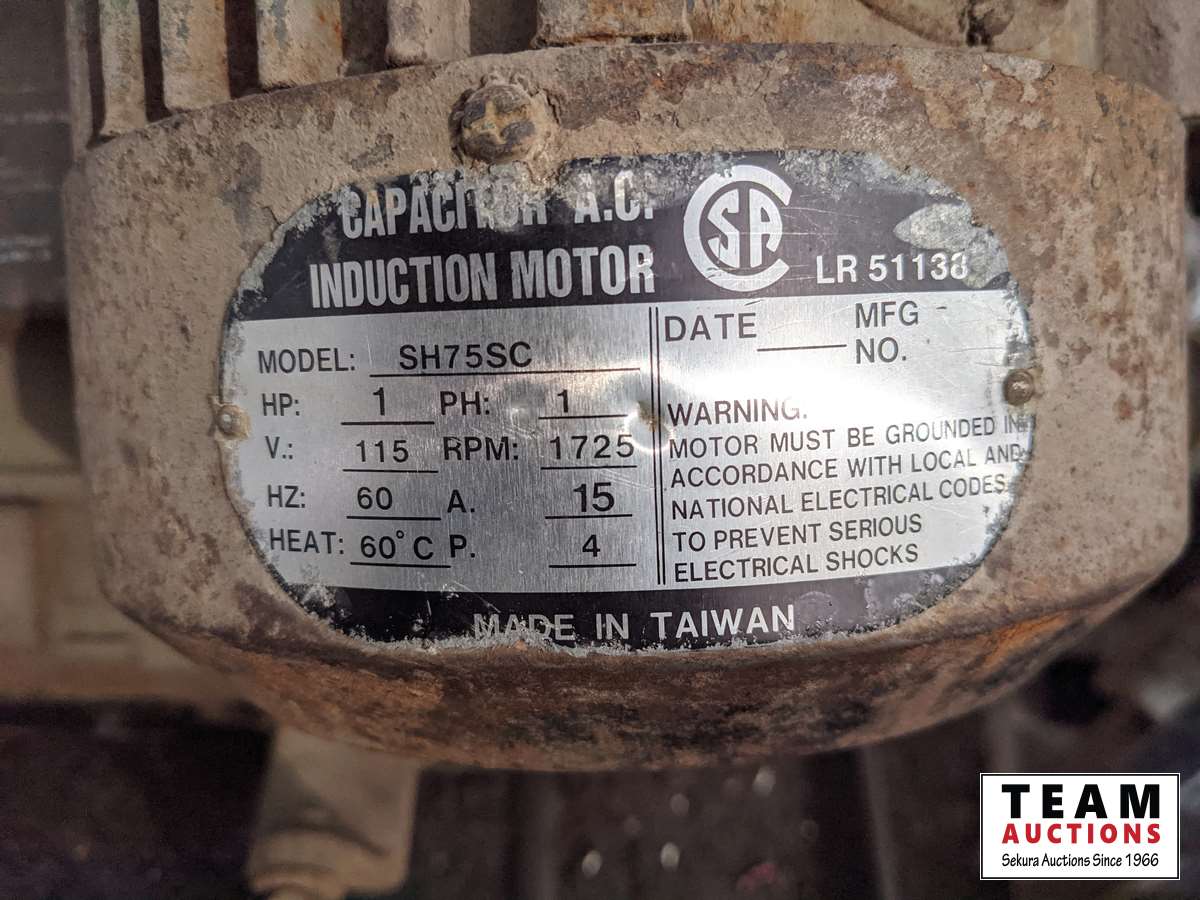 CAPACITOR A.C.
INDUCTION MOTOR
CSA
LR 51138
MODEL: SH75SC
HP: 1 PH: 1
V.: 115 RPM: 1725
HZ: 60 A. 15
HEAT: 60°C P. 4
DATE MFG
NO.
WARNING.
MOTOR MUST BE GROUNDED IN
ACCORDANCE WITH LOCAL AND
NATIONAL ELECTRICAL CODES
TO PREVENT SERIOUS
ELECTRICAL SHOCKS
MADE IN TAIWAN
TEAM
AUCTIONS
Sekura Auctions Since 1966